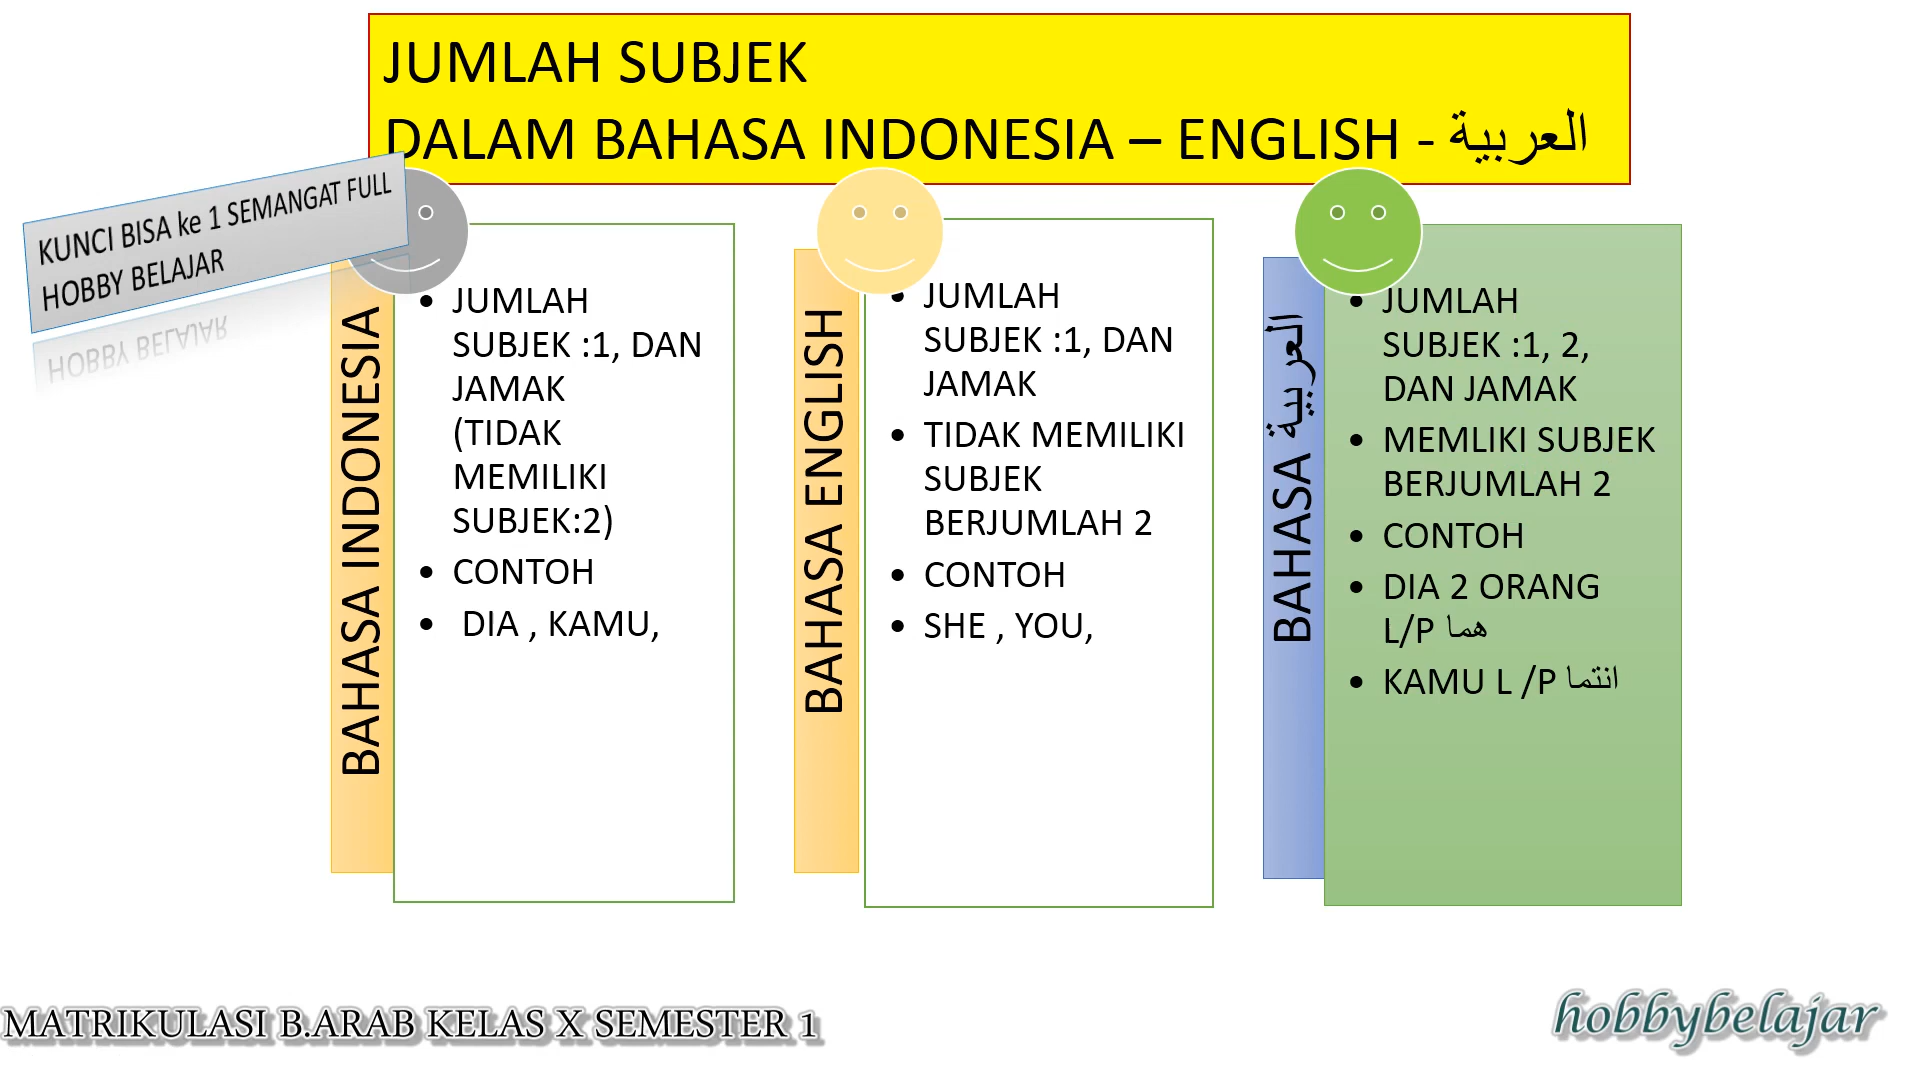 JUMLAH SUBJEK
DALAM BAHASA INDONESIA – ENGLISH - العربية
KUNCI BISA ke 1 SEMANGAT FULL
HOBBY BELAJAR
BAHASA INDONESIA
• JUMLAH
SUBJEK :1, DAN
JAMAK
(TIDAK
MEMILIKI
SUBJEK:2)
• CONTOH
• DIA , KAMU,
BAHASA ENGLISH
• JUMLAH
SUBJEK :1, DAN
JAMAK
• TIDAK MEMILIKI
SUBJEK
BERJUMLAH 2
• CONTOH
• SHE , YOU,
BAHASA العربية
• JUMLAH
SUBJEK :1, 2,
DAN JAMAK
• MEMLIKI SUBJEK
BERJUMLAH 2
• CONTOH
• DIA 2 ORANG
L/P هما
• KAMU L /P انتما
MATRIKULASI B.ARAB KELAS X SEMESTER 1
hobbybelajar